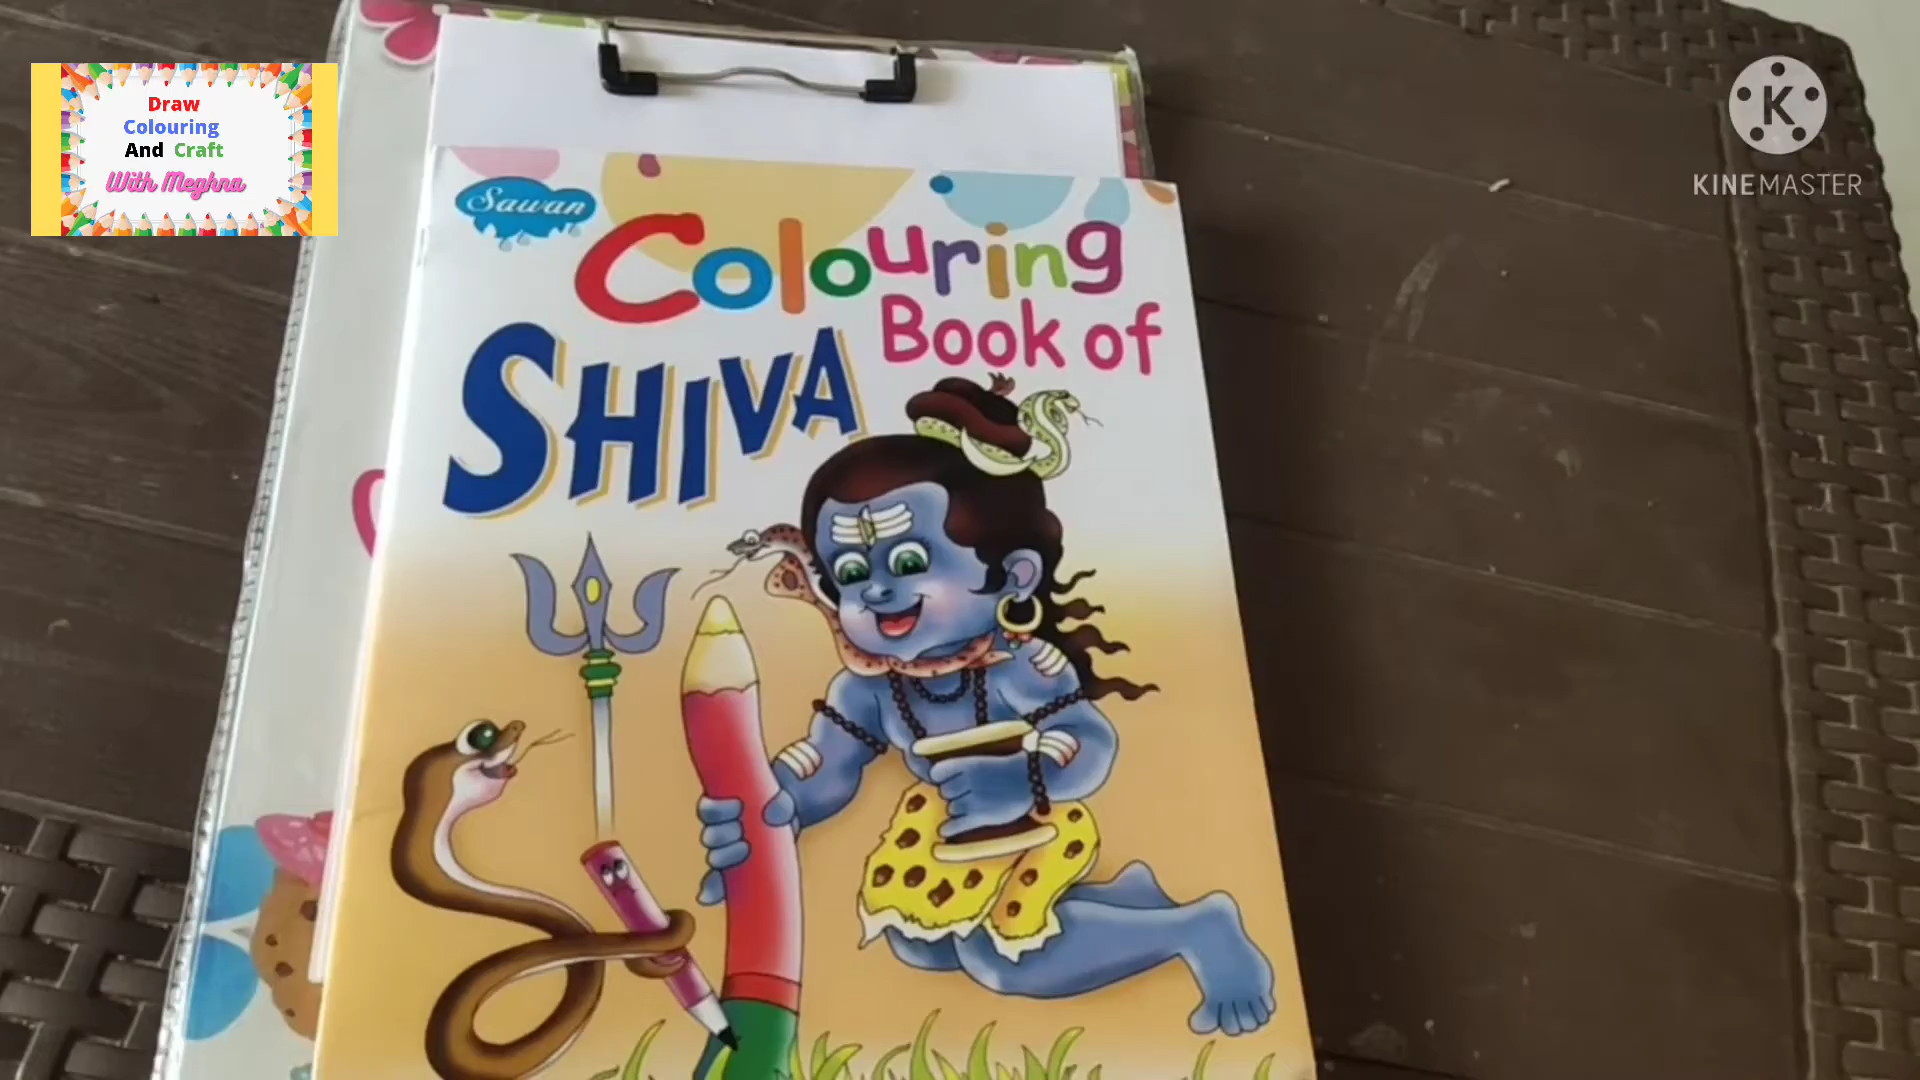 Draw
Colouring
And Craft
With Meghna
K
KINEMASTER
Sawan
Colouring
Book of
SHIVA